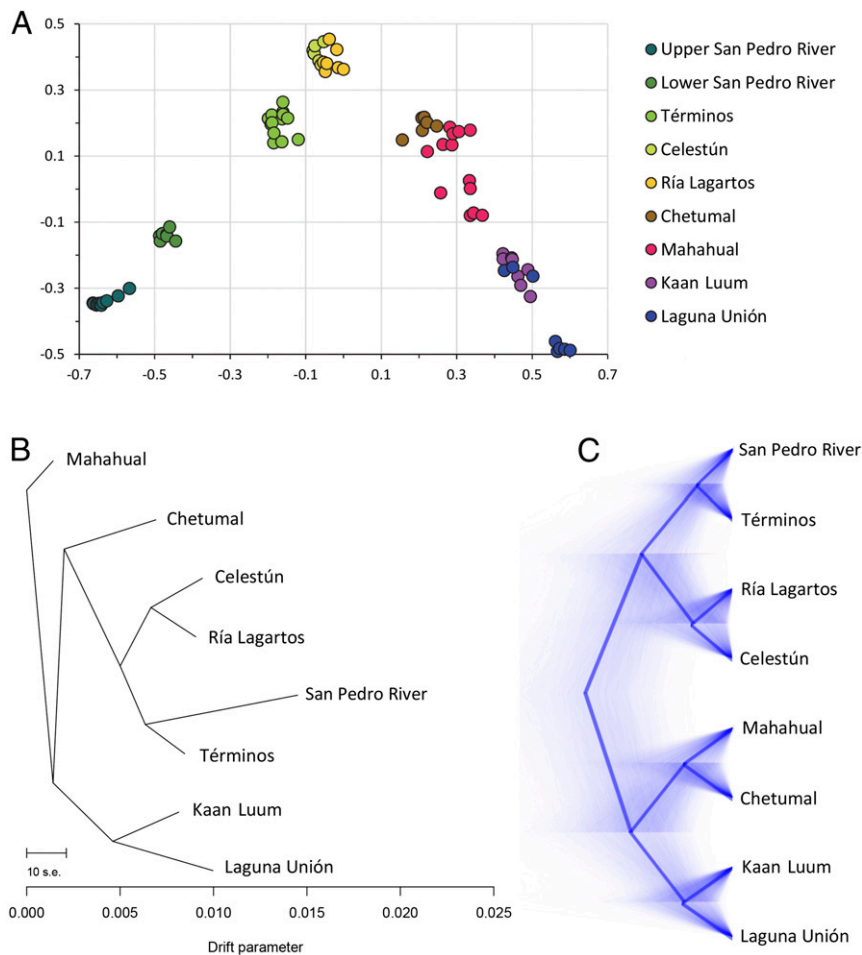 A
0.5
0.3
0.1
-0.1
-0.3
-0.5
-0.7
-0.5
-0.3
-0.1
0.1
0.3
0.5
0.7
Upper San Pedro River
Lower San Pedro River
Términos
Celestún
Ría Lagartos
Chetumal
Mahahual
Kaan Luum
Laguna Unión
B
Mahahual
Chetumal
Celestún
Ría Lagartos
San Pedro River
Términos
Kaan Luum
Laguna Unión
10 s.e.
0.000
0.005
0.010
0.015
0.020
0.025
Drift parameter
C
San Pedro River
Términos
Ría Lagartos
Celestún
Mahahual
Chetumal
Kaan Luum
Laguna Unión